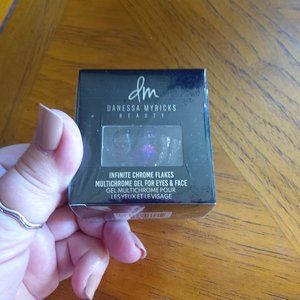 dm
DANESSA MYRICKS
BEAUTY
INFINITE CHROME FLAKES
MULTICHROME GEL FOR EYES & FACE
GEL MULTICHROME POUR
LES YEUX ET LE VISAGE